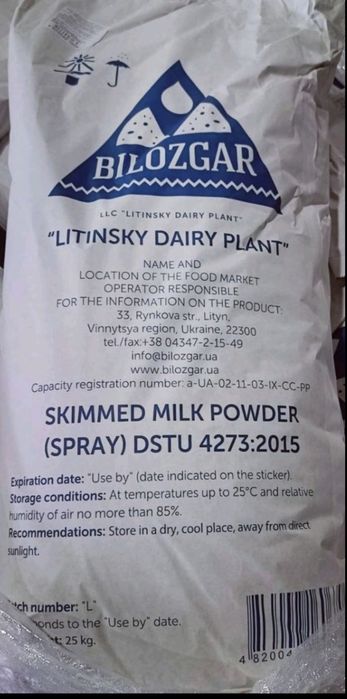 BILOZGAR
LLC "LITINSKY DAIRY PLANT"
"LITINSKY DAIRY PLANT"
NAME AND
LOCATION OF THE FOOD MARKET
OPERATOR RESPONSIBLE
FOR THE INFORMATION ON THE PRODUCT:
33, Rynkova str., Lityn,
Vinnytsya region, Ukraine, 22300
tel./fax:+38 04347-2-15-49
info@bilozgar.ua
www.bilozgar.ua
Capacity registration number: a-UA-02-11-03-IX-CC-PP
SKIMMED MILK POWDER
(SPRAY) DSTU 4273:2015
Expiration date: "Use by" (date indicated on the sticker).
Storage conditions: At temperatures up to 25°C and relative
humidity of air no more than 85%.
Recommendations: Store in a dry, cool place, away from direct
sunlight.
number: "L"
to the "Use by" date.
25 kg.
4 82004